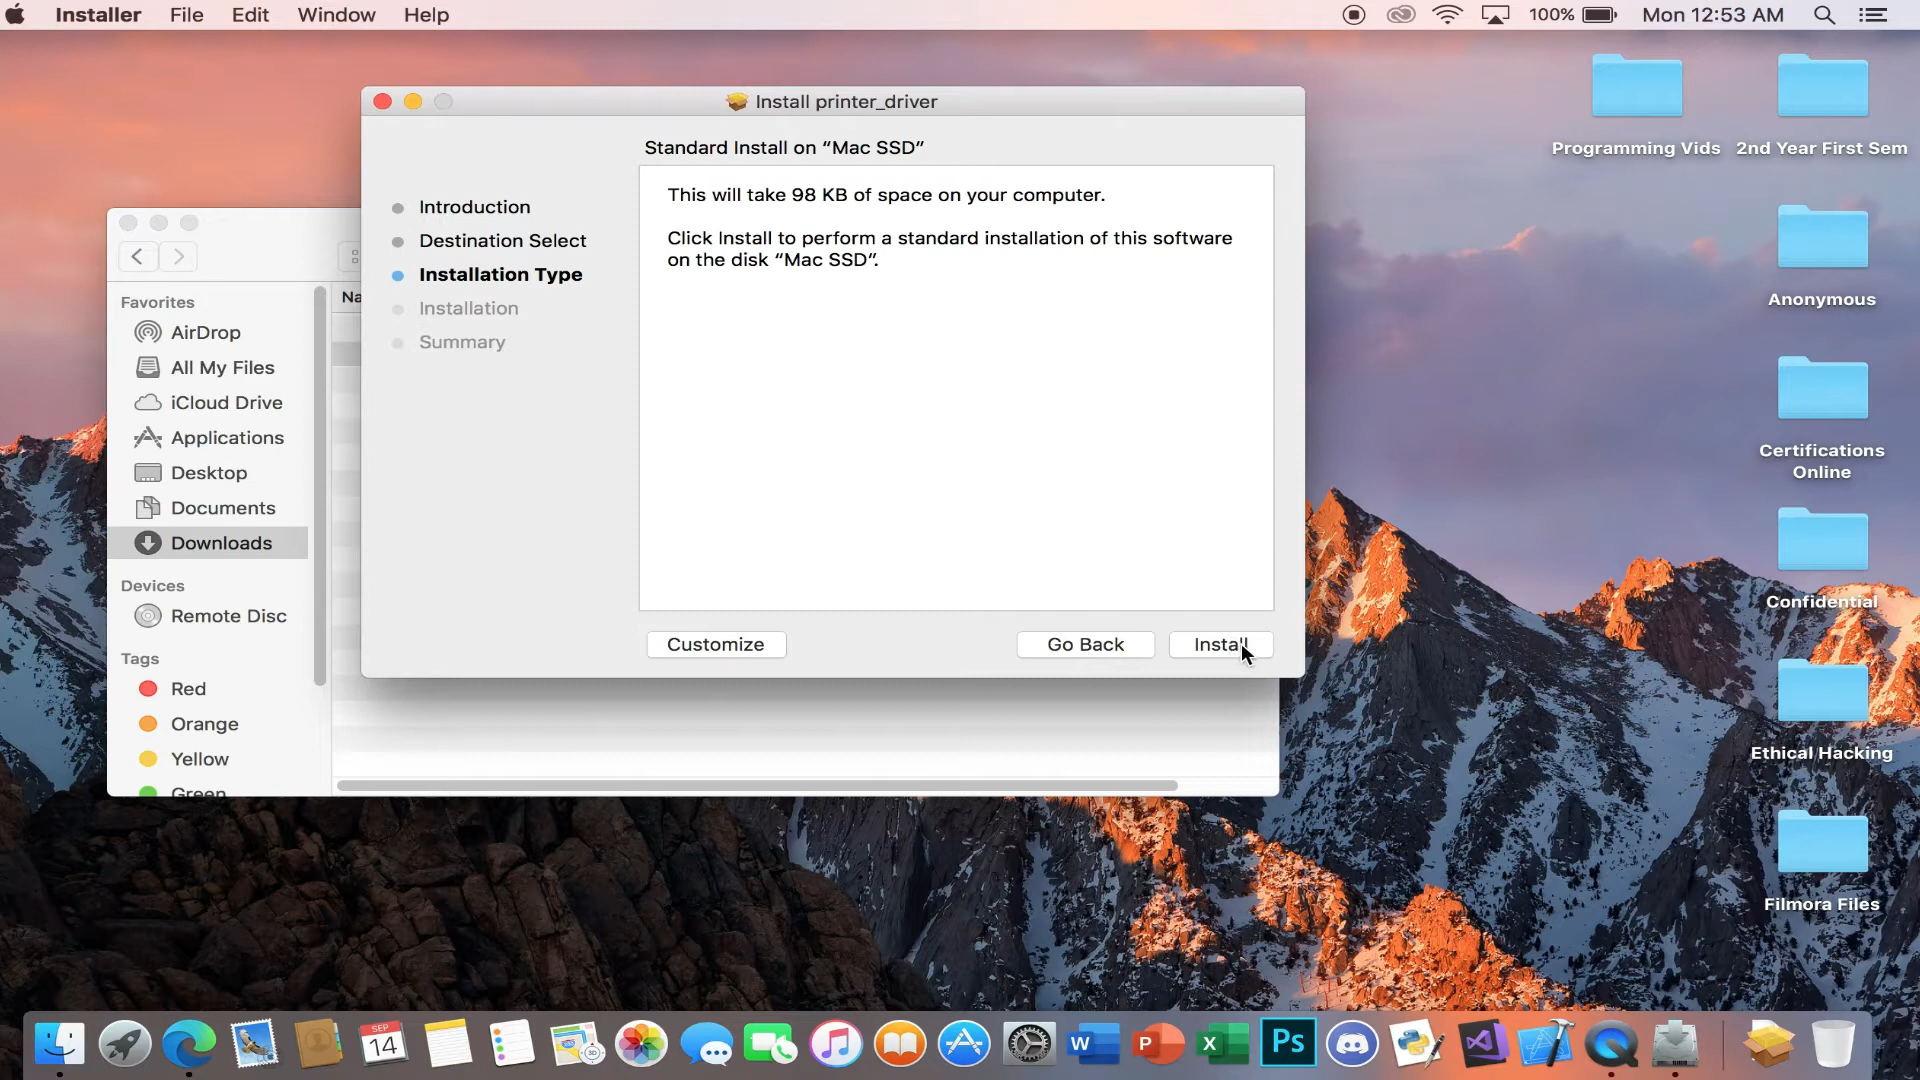 Installer File Edit Window Help
100% Mon 12:53 AM
Install printer_driver
Standard Install on “Mac SSD”
Introduction
Destination Select
Installation Type
Installation
Summary
This will take 98 KB of space on your computer.
Click Install to perform a standard installation of this software
on the disk “Mac SSD”.
Customize
Go Back
Install
Na
Favorites
AirDrop
All My Files
iCloud Drive
Applications
Desktop
Documents
Downloads
Devices
Remote Disc
Tags
Red
Orange
Yellow
Green
Programming Vids
2nd Year First Sem
Anonymous
Certifications
Online
Confidential
Ethical Hacking
Filmora Files
SEP
14
3D
W
P
X
Ps